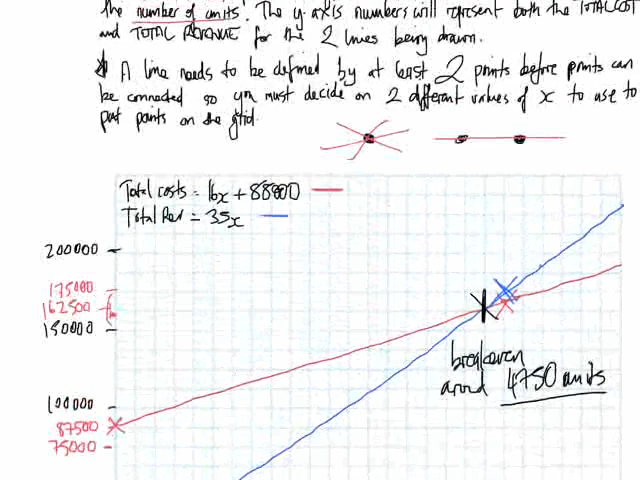 the number of units. The y-axis numbers will represent both the TOTAL COST
and TOTAL REVENUE for the 2 lines being drawn.
A line needs to be defined by at least 2 points before points can
be connected so you must decide on 2 different values of x to use to
put points on the grid.
Total costs = 16x + 88000
Total Rev = 35x
200000
175000
162500
150000
breakeven
around 4750 units
100000
87500
75000